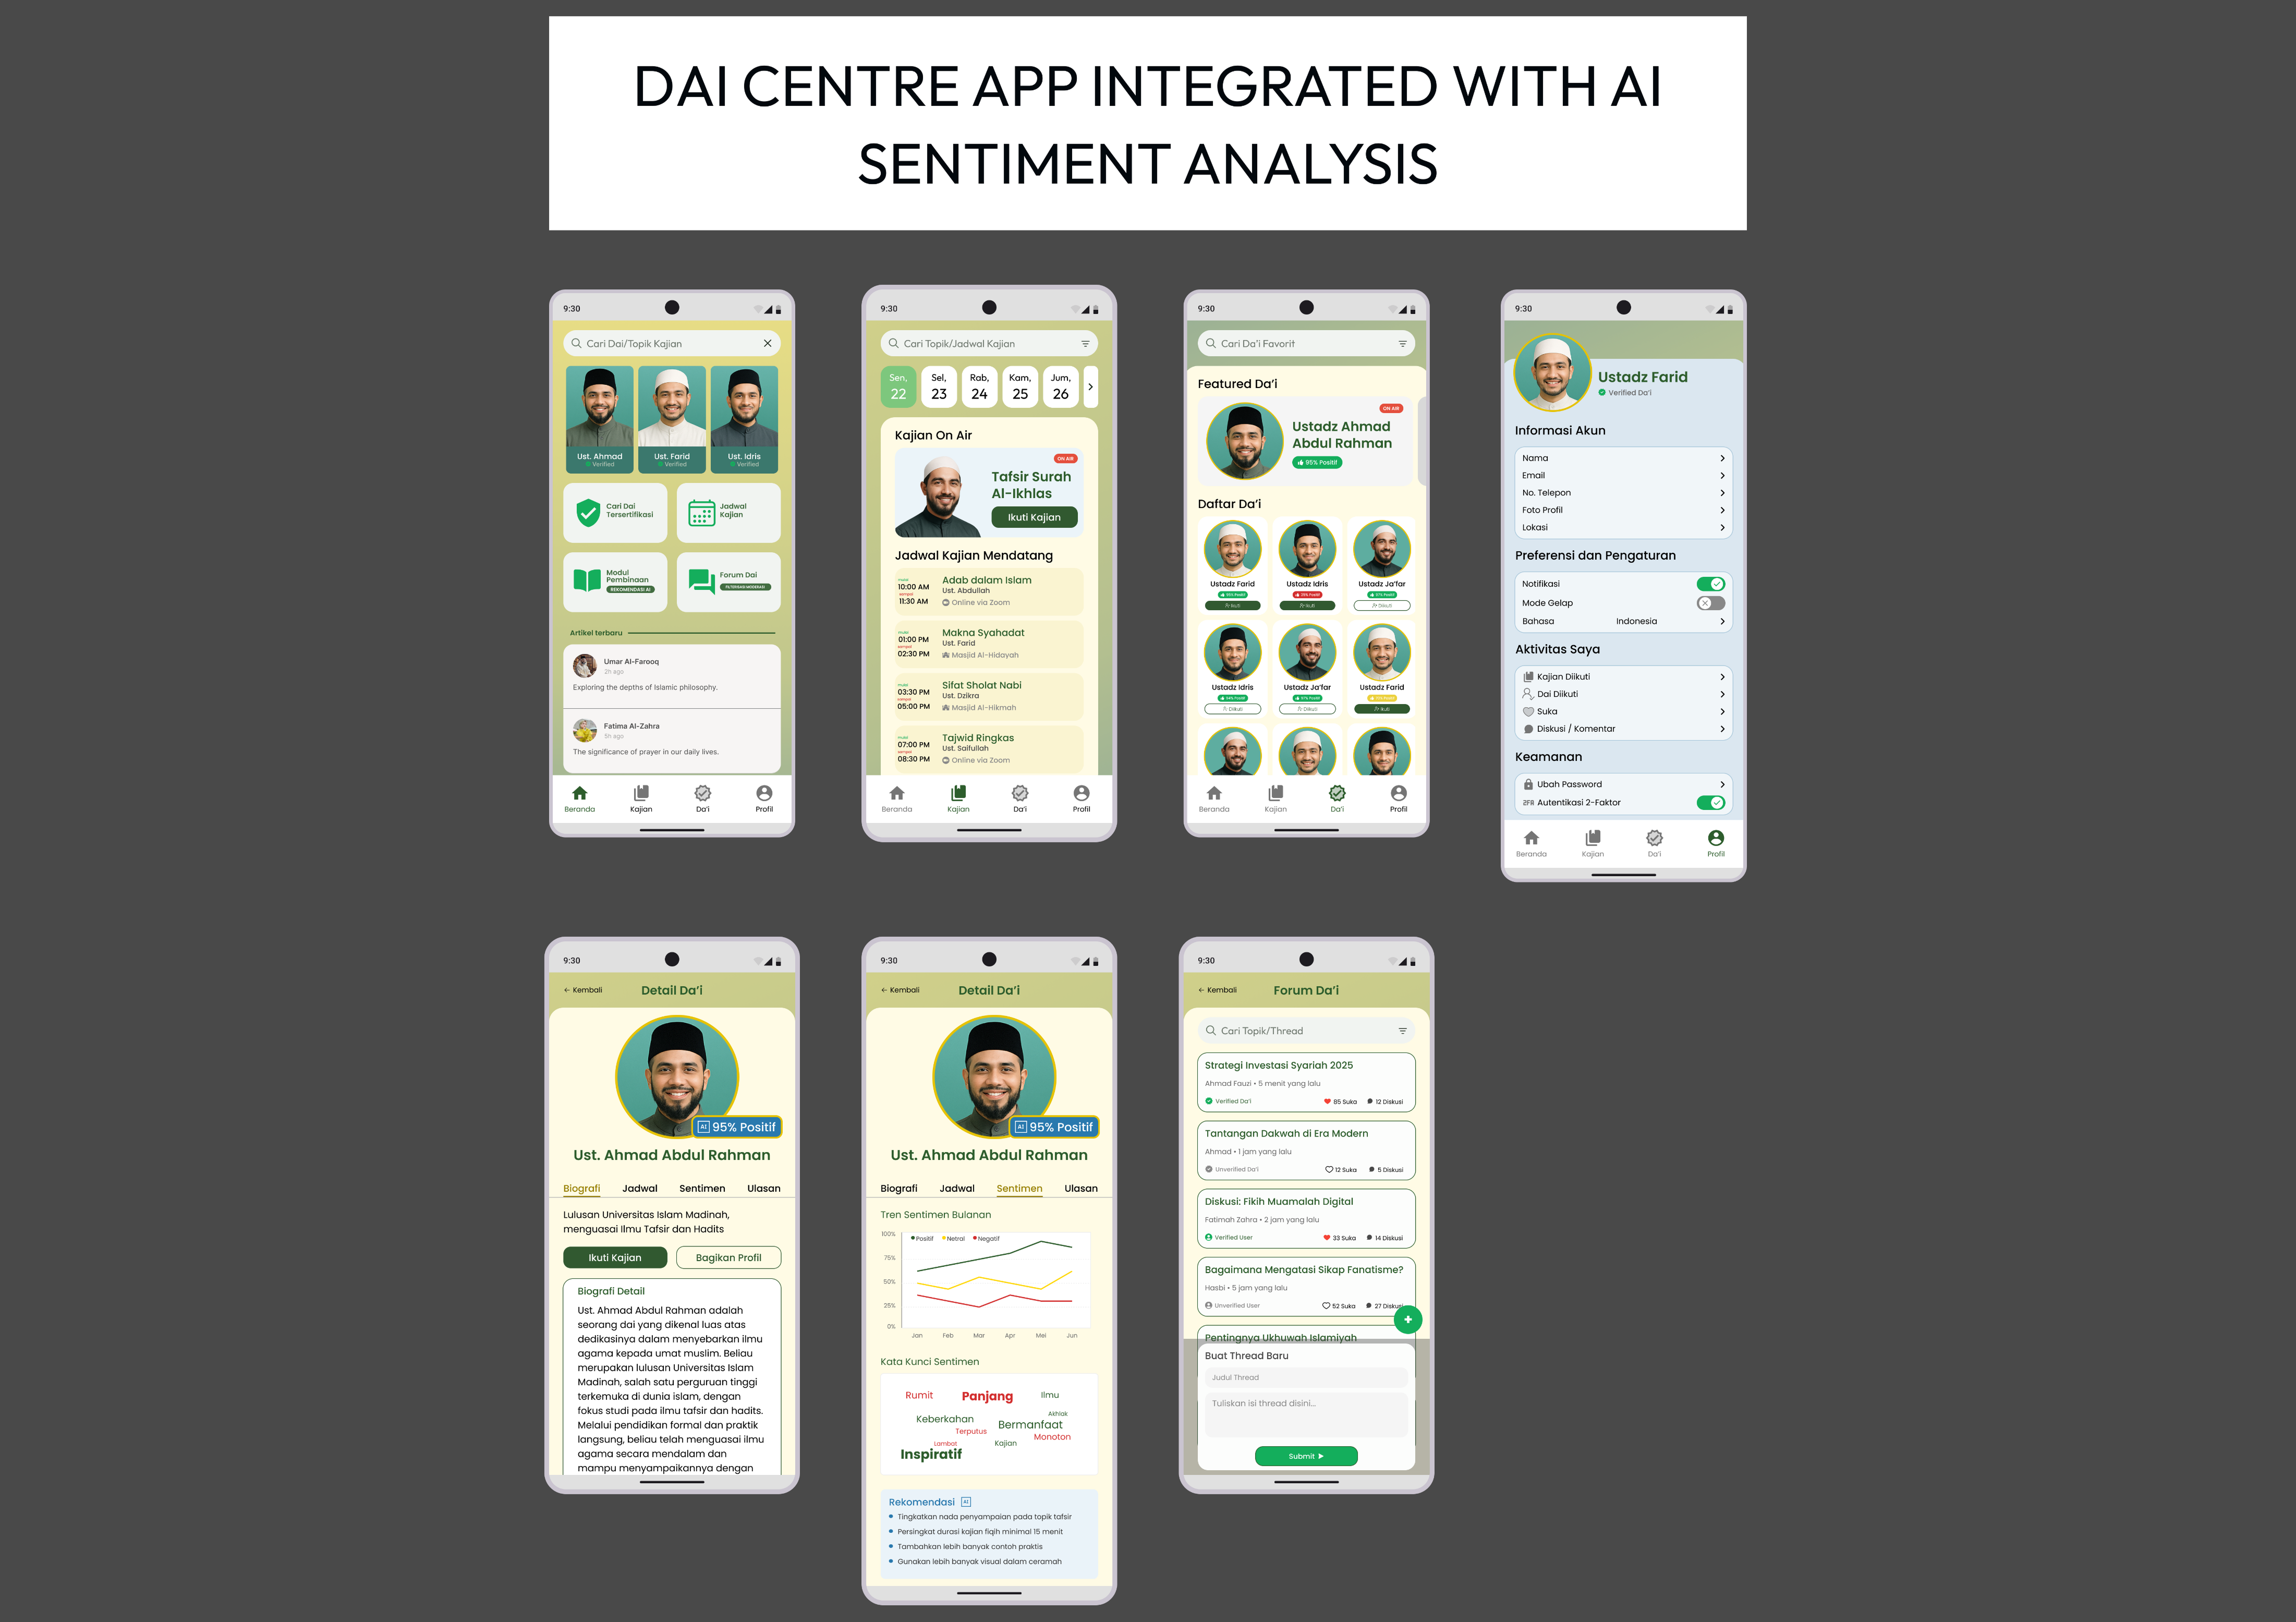 DAI CENTRE APP INTEGRATED WITH AI
SENTIMENT ANALYSIS
9:30
Cari Dai/Topik Kajian
Ust. Ahmad
Verified
Ust. Farid
Verified
Ust. Idris
Verified
Cari Dai
Tersertifikasi
Jadwal
Kajian
Modul
Pembinaan
REKOMENDASI AI
Forum Dai
Artikel terbaru
Umar Al-Farooq
2h ago
Exploring the depths of Islamic philosophy.
Fatima Al-Zahra
5h ago
The significance of prayer in our daily lives.
Beranda
Kajian
Da'i
Profil
9:30
Cari Topik/Jadwal Kajian
Sen,
22
Sel,
23
Rab,
24
Kam,
25
Jum,
26
Kajian On Air
ON AIR
Tafsir Surah
Al-Ikhlas
Ikuti Kajian
Jadwal Kajian Mendatang
mulai
10:00 AM
sampai
11:30 AM
Adab dalam Islam
Ust. Abdullah
Online via Zoom
mulai
01:00 PM
sampai
02:30 PM
Makna Syahadat
Ust. Farid
Masjid Al-Hidayah
mulai
03:30 PM
sampai
05:00 PM
Sifat Sholat Nabi
Ust. Dzikra
Masjid Al-Hikmah
mulai
07:00 PM
sampai
08:30 PM
Tajwid Ringkas
Ust. Saifullah
Online via Zoom
Beranda
Kajian
Da'i
Profil
9:30
Cari Da'i Favorit
Featured Da'i
ON AIR
Ustadz Ahmad
Abdul Rahman
95% Positif
Daftar Da'i
Ustadz Farid
Ikuti
Ustadz Idris
Ikuti
Ustadz Ja'far
Diikuti
Ustadz Idris
Diikuti
Ustadz Ja'far
Diikuti
Ustadz Farid
Ikuti
Beranda
Kajian
Da'i
Profil
9:30
Ustadz Farid
Verified Da'i
Informasi Akun
Nama
Email
No. Telepon
Foto Profil
Lokasi
Preferensi dan Pengaturan
Notifikasi
Mode Gelap
Bahasa Indonesia
Aktivitas Saya
Kajian Diikuti
Dai Diikuti
Suka
Diskusi / Komentar
Keamanan
Ubah Password
2FR Autentikasi 2-Faktor
Beranda
Kajian
Da'i
Profil
9:30
← Kembali
Detail Da'i
AI 95% Positif
Ust. Ahmad Abdul Rahman
Biografi Jadwal Sentimen Ulasan
Lulusan Universitas Islam Madinah,
menguasai Ilmu Tafsir dan Hadits
Ikuti Kajian
Bagikan Profil
Biografi Detail
Ust. Ahmad Abdul Rahman adalah
seorang dai yang dikenal luas atas
dedikasinya dalam menyebarkan ilmu
agama kepada umat muslim. Beliau
merupakan lulusan Universitas Islam
Madinah, salah satu perguruan tinggi
terkemuka di dunia islam, dengan
fokus studi pada ilmu tafsir dan hadits.
Melalui pendidikan formal dan praktik
langsung, beliau telah menguasai ilmu
agama secara mendalam dan
mampu menyampaikannya dengan
9:30
← Kembali
Detail Da'i
AI 95% Positif
Ust. Ahmad Abdul Rahman
Biografi Jadwal Sentimen Ulasan
Tren Sentimen Bulanan
100%
Positif Netral Negatif
75%
50%
25%
0%
Jan Feb Mar Apr Mei Jun
Kata Kunci Sentimen
Rumit Panjang Ilmu
Akhlak
Keberkahan
Bermanfaat
Terputus
Monoton
Lambat
Kajian
Inspiratif
Rekomendasi AI
Tingkatkan nada penyampaian pada topik tafsir
Persingkat durasi kajian fiqih minimal 15 menit
Tambahkan lebih banyak contoh praktis
Gunakan lebih banyak visual dalam ceramah
9:30
← Kembali
Forum Da'i
Cari Topik/Thread
Strategi Investasi Syariah 2025
Ahmad Fauzi • 5 menit yang lalu
Verified Da'i
85 Suka
12 Diskusi
Tantangan Dakwah di Era Modern
Ahmad • 1 jam yang lalu
Unverified Da'i
12 Suka
5 Diskusi
Diskusi: Fikih Muamalah Digital
Fatimah Zahra • 2 jam yang lalu
Verified User
33 Suka
14 Diskusi
Bagaimana Mengatasi Sikap Fanatisme?
Hasbi • 5 jam yang lalu
Unverified User
52 Suka
27 Diskusi
Pentingnya Ukhuwah Islamiyah
Buat Thread Baru
Judul Thread
Tuliskan isi thread disini...
Submit